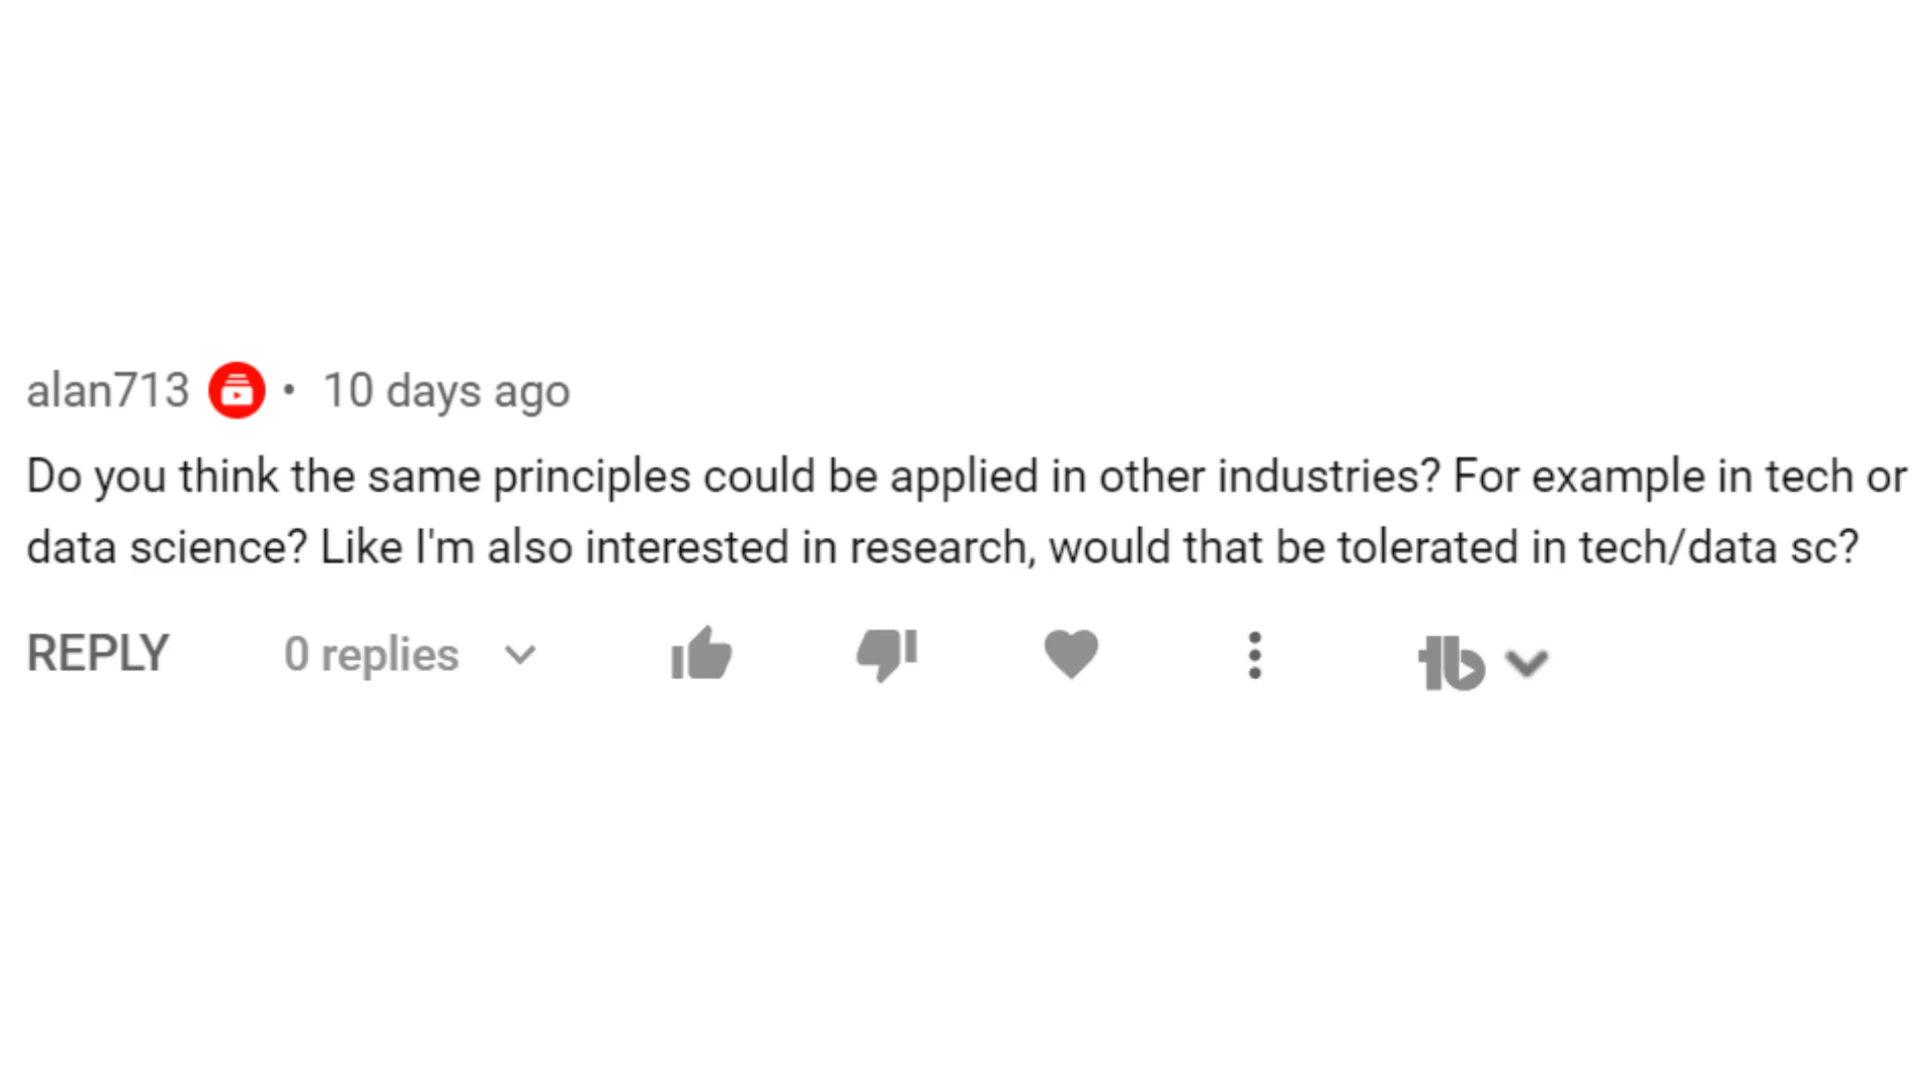 alan713 • 10 days ago
Do you think the same principles could be applied in other industries? For example in tech or
data science? Like I'm also interested in research, would that be tolerated in tech/data sc?
REPLY 0 replies tb